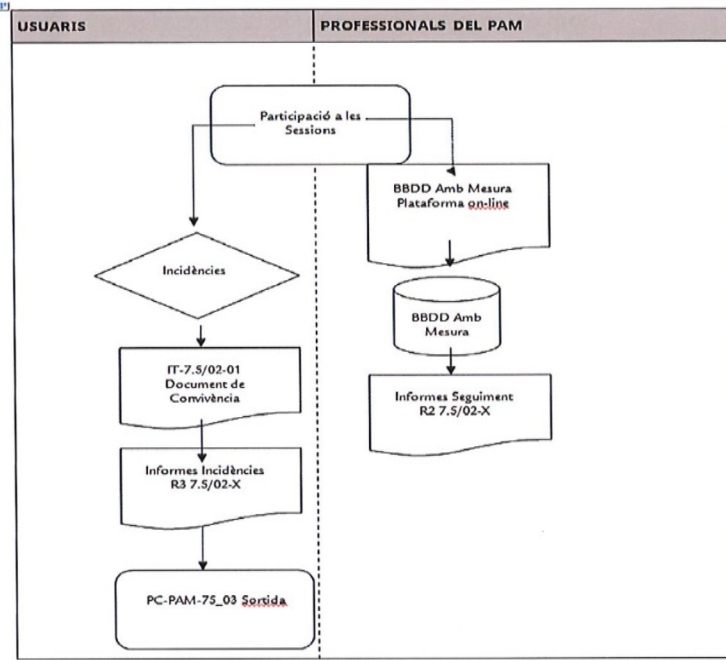 USUARIS
PROFESSIONALS DEL PAM
Participació a les
Sessions
BBDD Amb Mesura
Plataforma on-line
Incidències
BBDD Amb
Mesura
IT-7.5/02-01
Document de
Convivència
Informes Seguiment
R2 7.5/02-X
Informes Incidències
R3 7.5/02-X
PC-PAM-75_03 Sortida